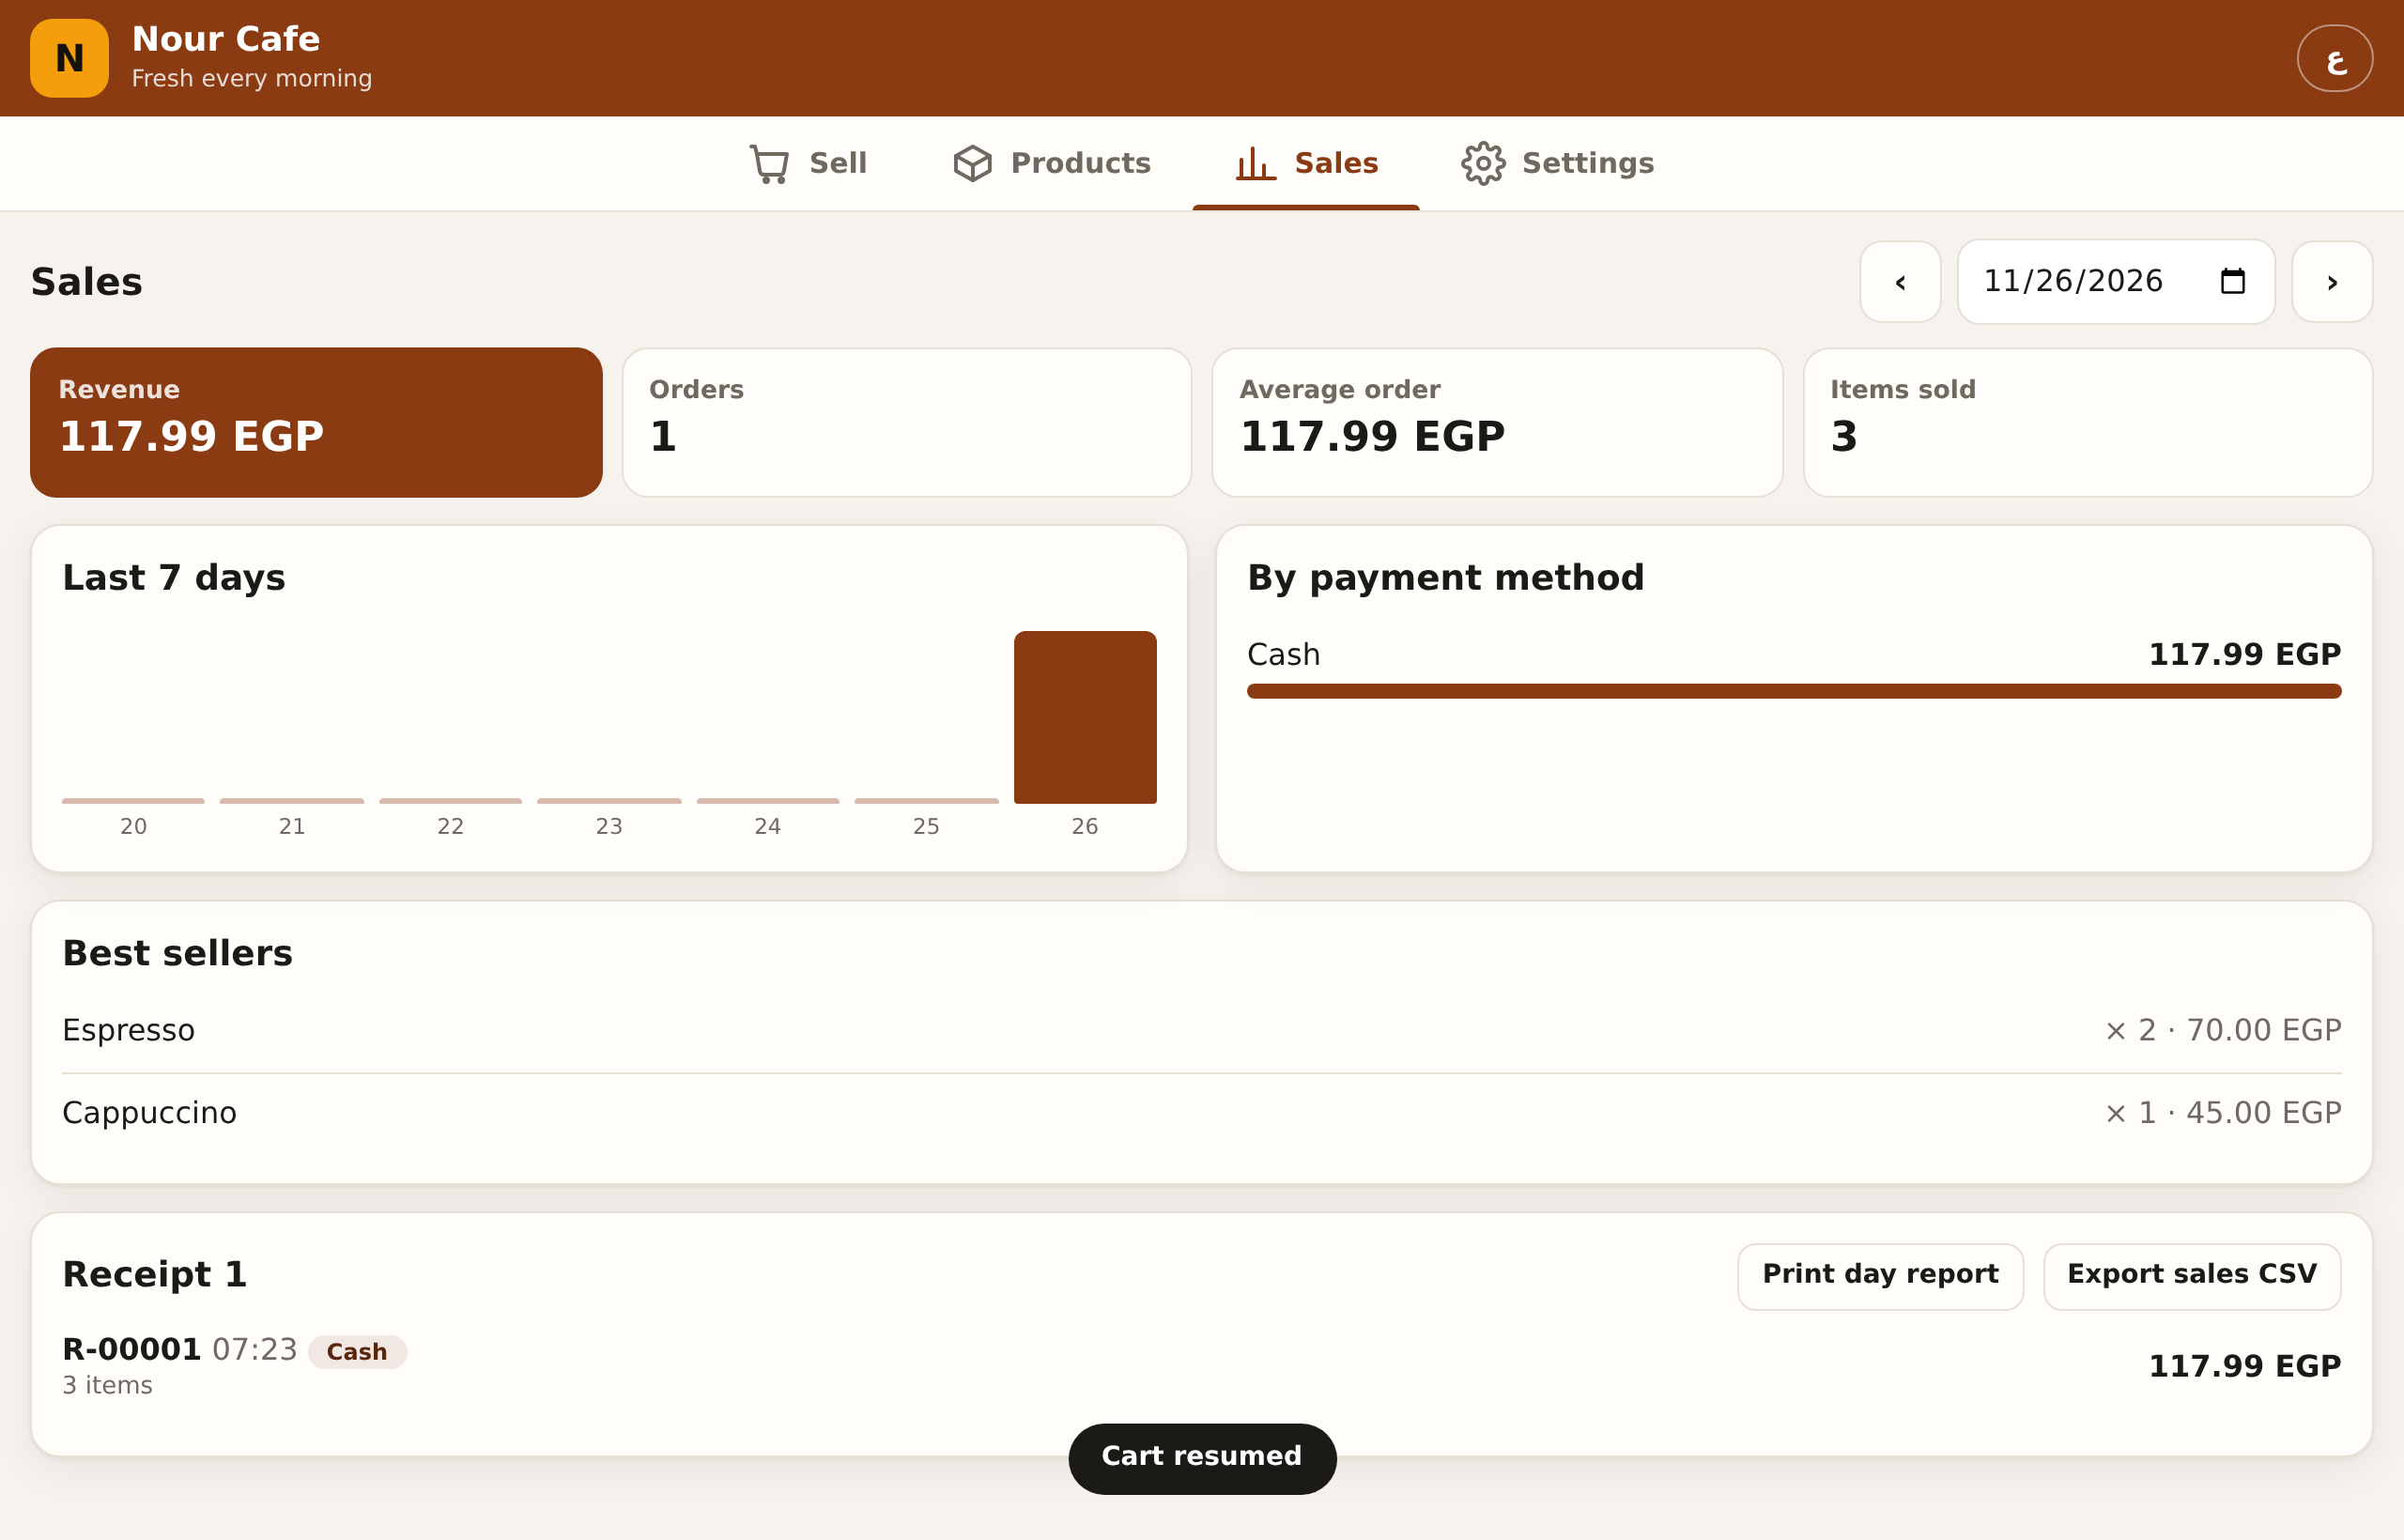 N
Nour Cafe
Fresh every morning
ع
Sell
Products
Sales
Settings
Sales
‹
11/26/2026
›
Revenue
117.99 EGP
Orders
1
Average order
117.99 EGP
Items sold
3
Last 7 days
20 21 22 23 24 25 26
By payment method
Cash 117.99 EGP
Best sellers
Espresso × 2 · 70.00 EGP
Cappuccino × 1 · 45.00 EGP
Receipt 1
Print day report
Export sales CSV
R-00001 07:23 Cash
3 items
117.99 EGP
Cart resumed